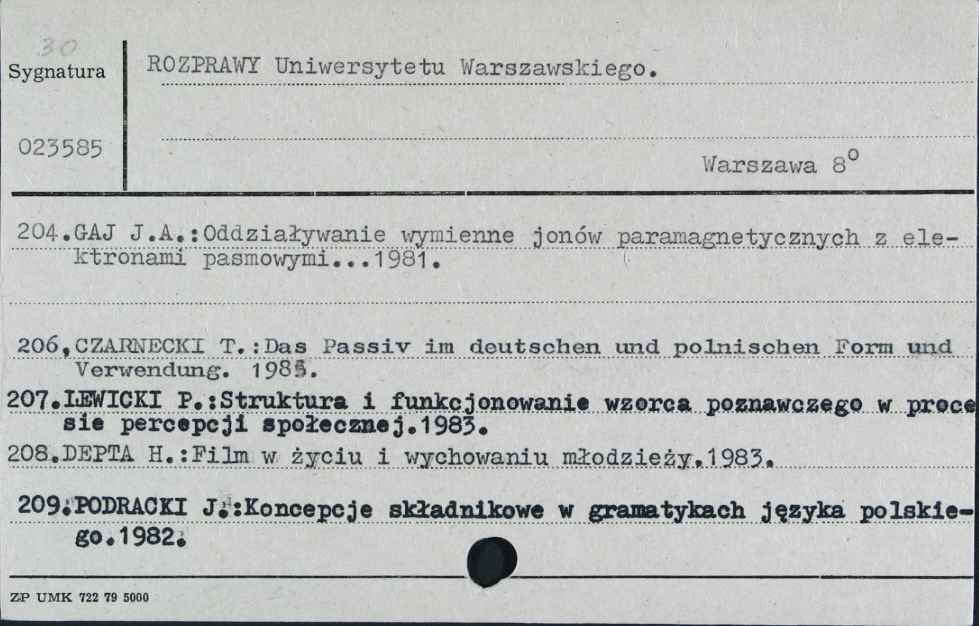 30
Sygnatura
ROZPRAWY Uniwersytetu Warszawskiego.
023585
Warszawa 8⁰
204.GAJ J.A.:Oddziaływanie wymienne jonów paramagnetycznych z ele-
ktronami pasmowymi...1981.
206,CZARNECKI T.:Das Passiv im deutschen und polnischen Form und
Verwendung.
207.LEWICKI P.:Struktura i funkcjonowanie wzorca poznawczego w proce
sie percepcji społecznej.1983.
208.DEPTA H.:Film w życiu i wychowaniu młodzieży.1983.
209.PODRACKI J.:Koncepcje składnikowe w gramatykach języka polskie-
go.1982.
ZP UMK 722 79 5000